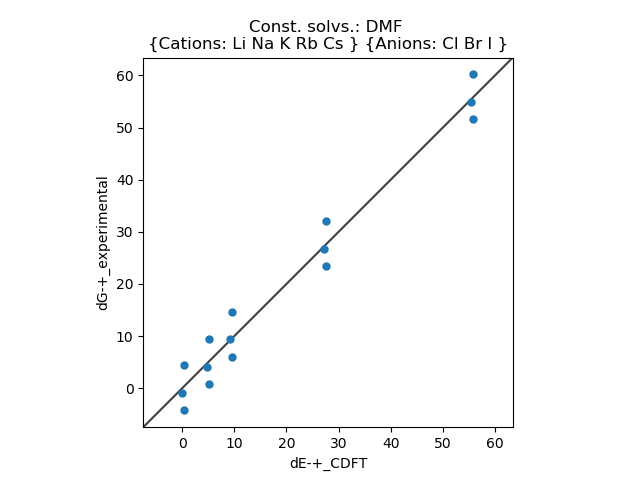 Const. solvs.: DMF
{Cations: Li Na K Rb Cs } {Anions: Cl Br I }
60
50
40
30
20
10
0
dG-+_experimental
0 10 20 30 40 50 60
dE-+_CDFT